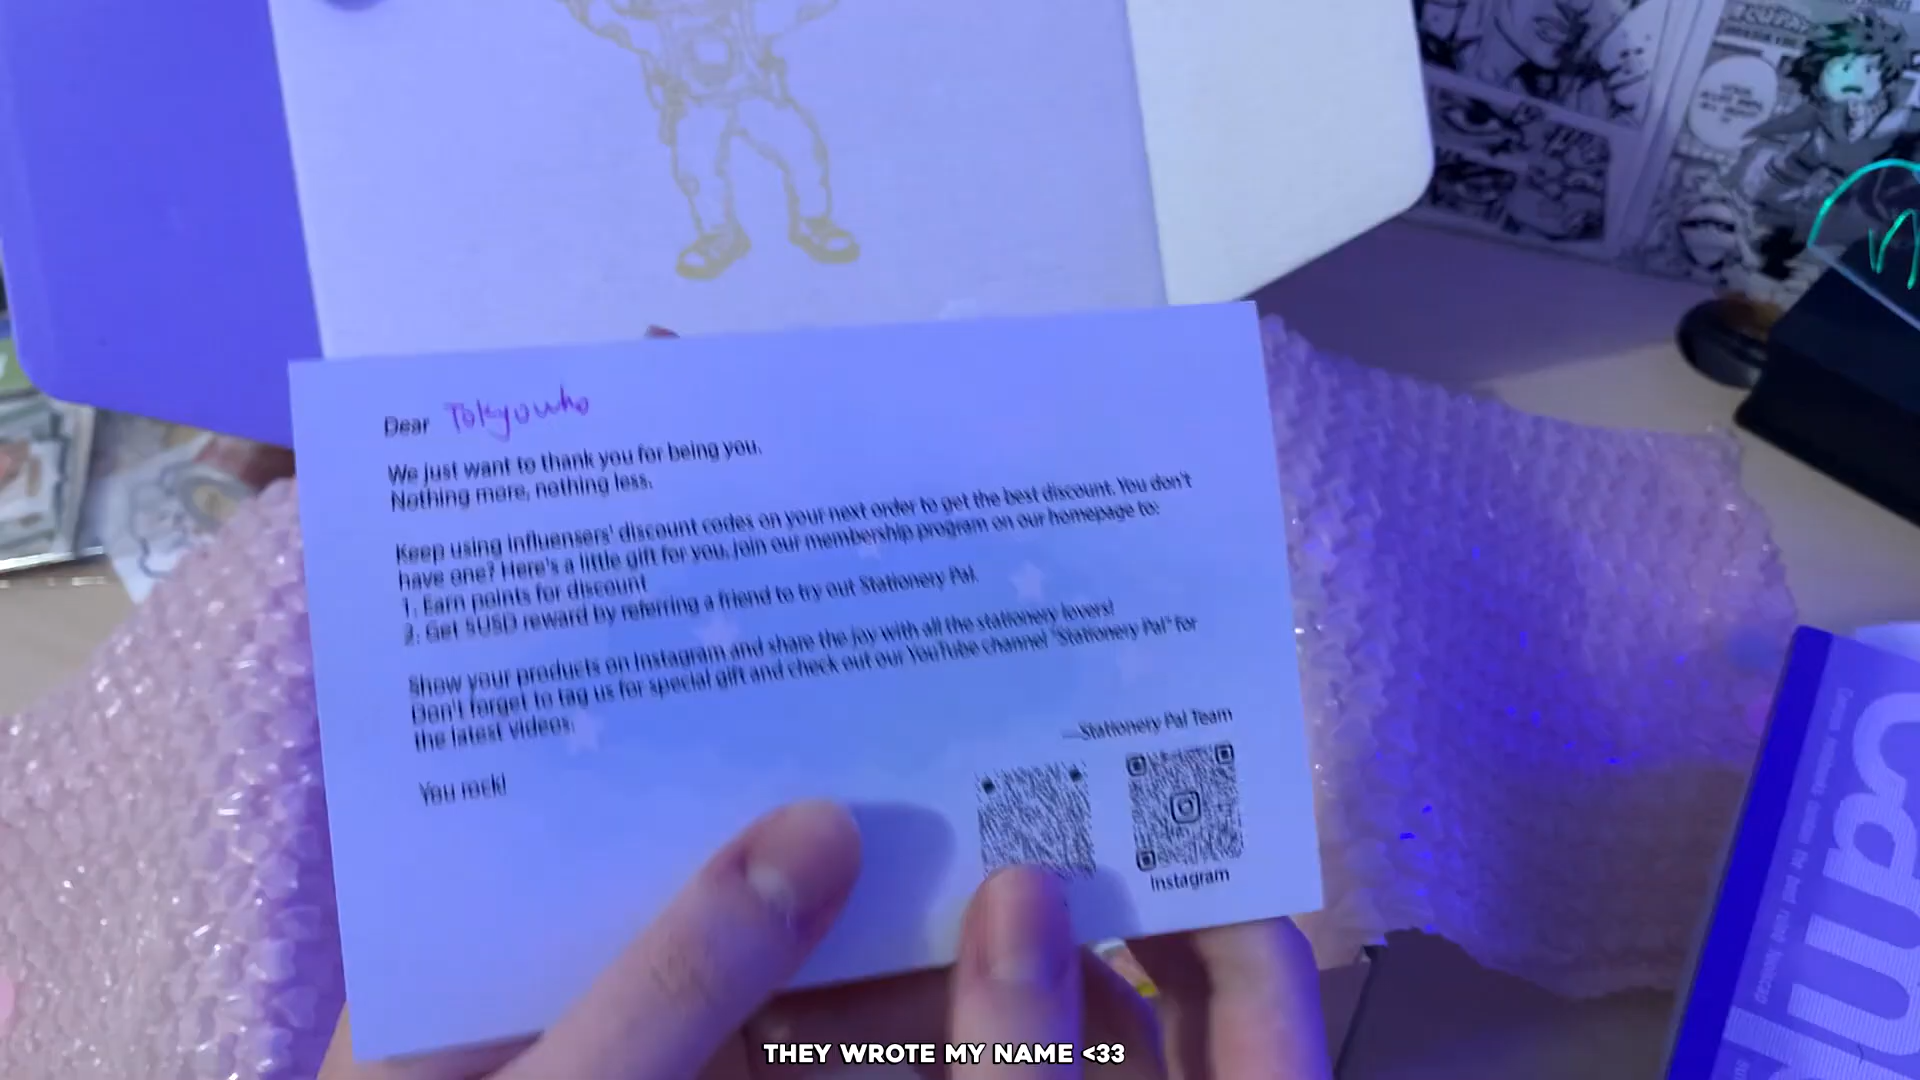 Dear Tokyouho
We just want to thank you for being you.
Nothing more, nothing less.
Keep using influensers' discount codes on your next order to get the best discount. You don't
have one? Here's a little gift for you, join our membership program on our homepage to:
1. Earn points for discount
2. Get 5USD reward by referring a friend to try out Stationery Pal.
Show your products on Instagram and share the joy with all the stationery lovers!
Don't forget to tag us for special gift and check out our YouTube channel "Stationery Pal" for
the latest videos.
—Stationery Pal Team
You rock!
Instagram
Cam
THEY WROTE MY NAME <33